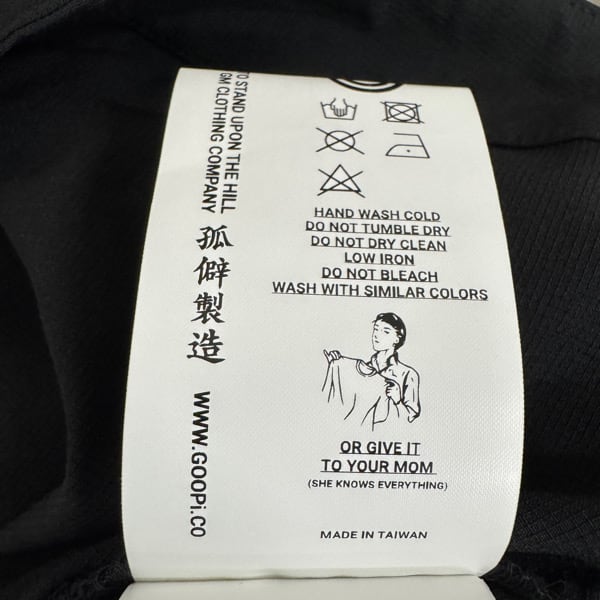 TO STAND UPON THE HILL
GM CLOTHING COMPANY
孤僻製造
WWW.GOOPi.CO
HAND WASH COLD
DO NOT TUMBLE DRY
DO NOT DRY CLEAN
LOW IRON
DO NOT BLEACH
WASH WITH SIMILAR COLORS
OR GIVE IT
TO YOUR MOM
(SHE KNOWS EVERYTHING)
MADE IN TAIWAN